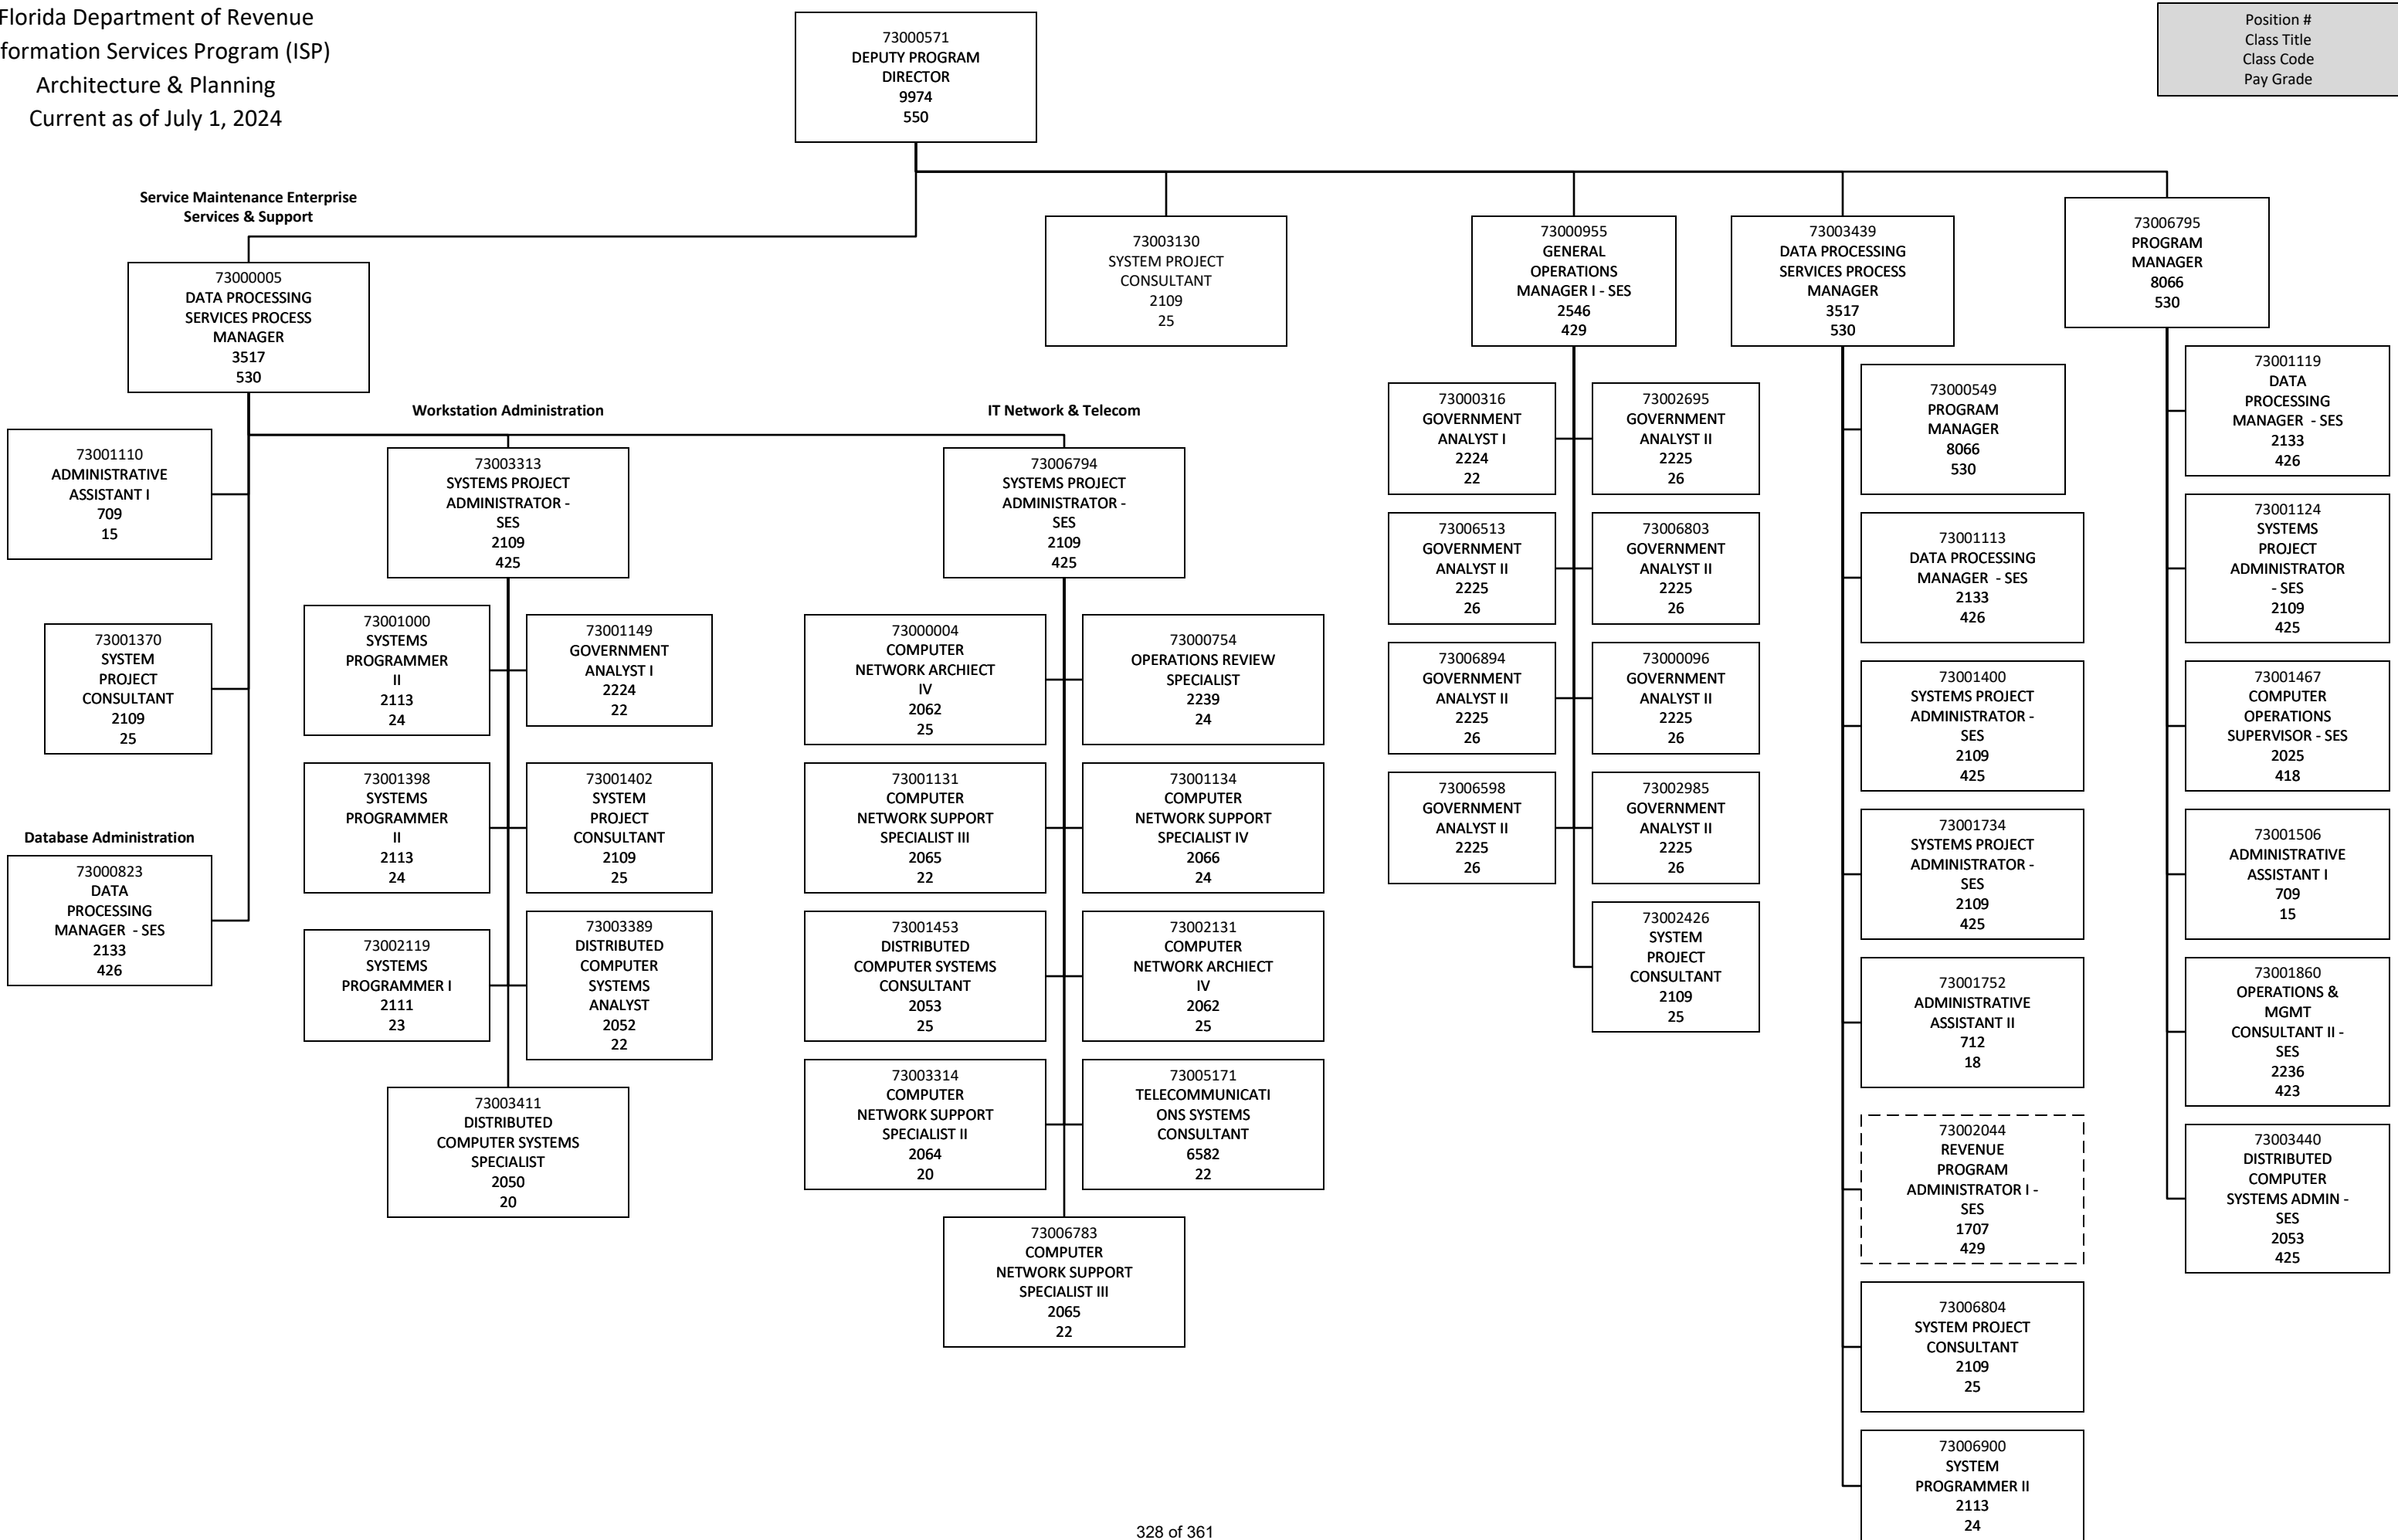 Florida Department of Revenue
formation Services Program (ISP)
Architecture & Planning
Current as of July 1, 2024
73000571
DEPUTY PROGRAM
DIRECTOR
9974
550
Position #
Class Title
Class Code
Pay Grade
Service Maintenance Enterprise
Services & Support
73000005
DATA PROCESSING
SERVICES PROCESS
MANAGER
3517
530
73003130
SYSTEM PROJECT
CONSULTANT
2109
25
73000955
GENERAL
OPERATIONS
MANAGER I - SES
2546
429
73003439
DATA PROCESSING
SERVICES PROCESS
MANAGER
3517
530
73006795
PROGRAM
MANAGER
8066
530
73001110
ADMINISTRATIVE
ASSISTANT I
709
15
73001370
SYSTEM
PROJECT
CONSULTANT
2109
25
Database Administration
73000823
DATA
PROCESSING
MANAGER  - SES
2133
426
Workstation Administration
73003313
SYSTEMS PROJECT
ADMINISTRATOR -
SES
2109
425
73001000
SYSTEMS
PROGRAMMER
II
2113
24
73001149
GOVERNMENT
ANALYST I
2224
22
73001398
SYSTEMS
PROGRAMMER
II
2113
24
73001402
SYSTEM
PROJECT
CONSULTANT
2109
25
73002119
SYSTEMS
PROGRAMMER I
2111
23
73003389
DISTRIBUTED
COMPUTER
SYSTEMS
ANALYST
2052
22
73003411
DISTRIBUTED
COMPUTER SYSTEMS
SPECIALIST
2050
20
IT Network & Telecom
73006794
SYSTEMS PROJECT
ADMINISTRATOR -
SES
2109
425
73000004
COMPUTER
NETWORK ARCHIECT
IV
2062
25
73000754
OPERATIONS REVIEW
SPECIALIST
2239
24
73001131
COMPUTER
NETWORK SUPPORT
SPECIALIST III
2065
22
73001134
COMPUTER
NETWORK SUPPORT
SPECIALIST IV
2066
24
73001453
DISTRIBUTED
COMPUTER SYSTEMS
CONSULTANT
2053
25
73002131
COMPUTER
NETWORK ARCHIECT
IV
2062
25
73003314
COMPUTER
NETWORK SUPPORT
SPECIALIST II
2064
20
73005171
TELECOMMUNICATI
ONS SYSTEMS
CONSULTANT
6582
22
73006783
COMPUTER
NETWORK SUPPORT
SPECIALIST III
2065
22
73000316
GOVERNMENT
ANALYST I
2224
22
73002695
GOVERNMENT
ANALYST II
2225
26
73006513
GOVERNMENT
ANALYST II
2225
26
73006803
GOVERNMENT
ANALYST II
2225
26
73006894
GOVERNMENT
ANALYST II
2225
26
73000096
GOVERNMENT
ANALYST II
2225
26
73006598
GOVERNMENT
ANALYST II
2225
26
73002985
GOVERNMENT
ANALYST II
2225
26
73002426
SYSTEM
PROJECT
CONSULTANT
2109
25
73000549
PROGRAM
MANAGER
8066
530
73001113
DATA PROCESSING
MANAGER  - SES
2133
426
73001400
SYSTEMS PROJECT
ADMINISTRATOR -
SES
2109
425
73001734
SYSTEMS PROJECT
ADMINISTRATOR -
SES
2109
425
73001752
ADMINISTRATIVE
ASSISTANT II
712
18
73002044
REVENUE
PROGRAM
ADMINISTRATOR I -
SES
1707
429
73006804
SYSTEM PROJECT
CONSULTANT
2109
25
73006900
SYSTEM
PROGRAMMER II
2113
24
73001119
DATA
PROCESSING
MANAGER  - SES
2133
426
73001124
SYSTEMS
PROJECT
ADMINISTRATOR
- SES
2109
425
73001467
COMPUTER
OPERATIONS
SUPERVISOR - SES
2025
418
73001506
ADMINISTRATIVE
ASSISTANT I
709
15
73001860
OPERATIONS &
MGMT
CONSULTANT II -
SES
2236
423
73003440
DISTRIBUTED
COMPUTER
SYSTEMS ADMIN -
SES
2053
425
328 of 361